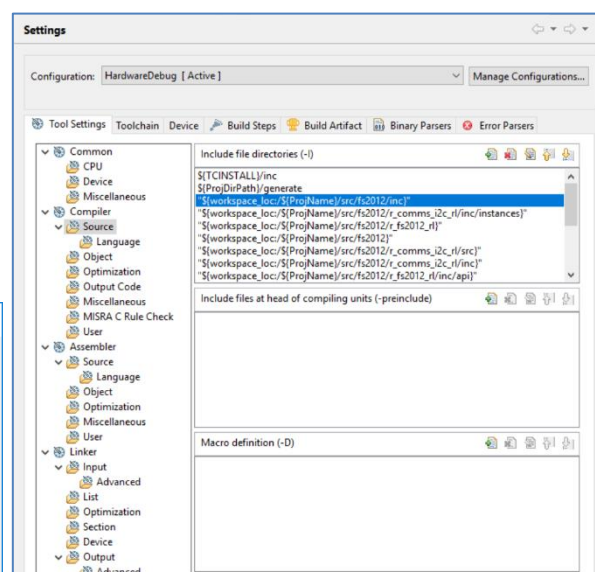 Settings
Configuration: HardwareDebug [ Active ] Manage Configurations...
Tool Settings Toolchain Device Build Steps Build Artifact Binary Parsers Error Parsers
Common
CPU
Device
Miscellaneous
Compiler
Source
Language
Object
Optimization
Output Code
Miscellaneous
MISRA C Rule Check
User
Assembler
Source
Language
Object
Optimization
Miscellaneous
User
Linker
Input
Advanced
List
Optimization
Section
Device
Output
Advanced
Include file directories (-I)
${TCINSTALL}/inc
${ProjDirPath}/generate
"${workspace_loc:/${ProjName}/src/fs2012/inc}"
"${workspace_loc:/${ProjName}/src/fs2012/r_comms_i2c_rl/inc/instances}"
"${workspace_loc:/${ProjName}/src/fs2012/r_fs2012_rl}"
"${workspace_loc:/${ProjName}/src/fs2012}"
"${workspace_loc:/${ProjName}/src/fs2012/r_comms_i2c_rl/src}"
"${workspace_loc:/${ProjName}/src/fs2012/r_comms_i2c_rl/inc}"
"${workspace_loc:/${ProjName}/src/fs2012/r_fs2012_rl/inc/api}"
Include files at head of compiling units (-preinclude)
Macro definition (-D)